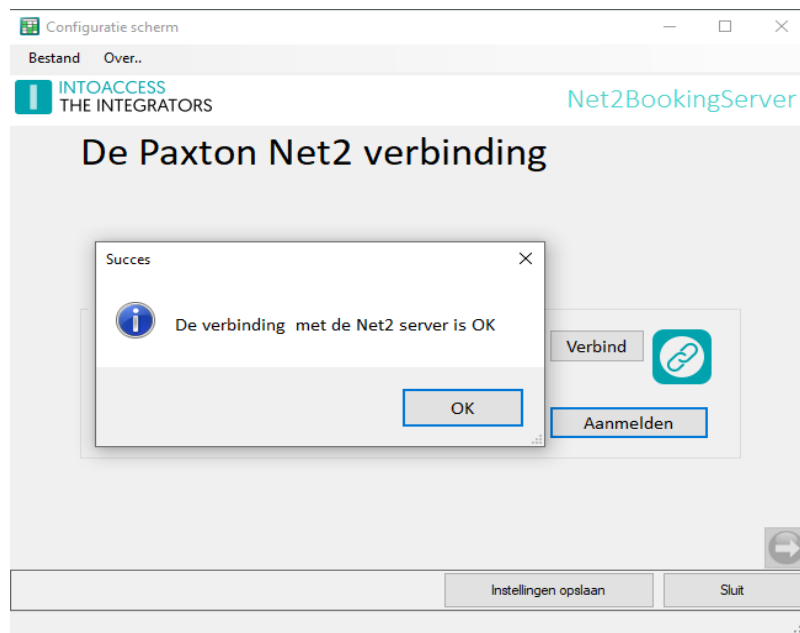 Configuratie scherm
Bestand Over..
INTOACCESS
THE INTEGRATORS
Net2BookingServer
De Paxton Net2 verbinding
Succes
De verbinding met de Net2 server is OK
OK
Verbind
Aanmelden
Instellingen opslaan
Sluit